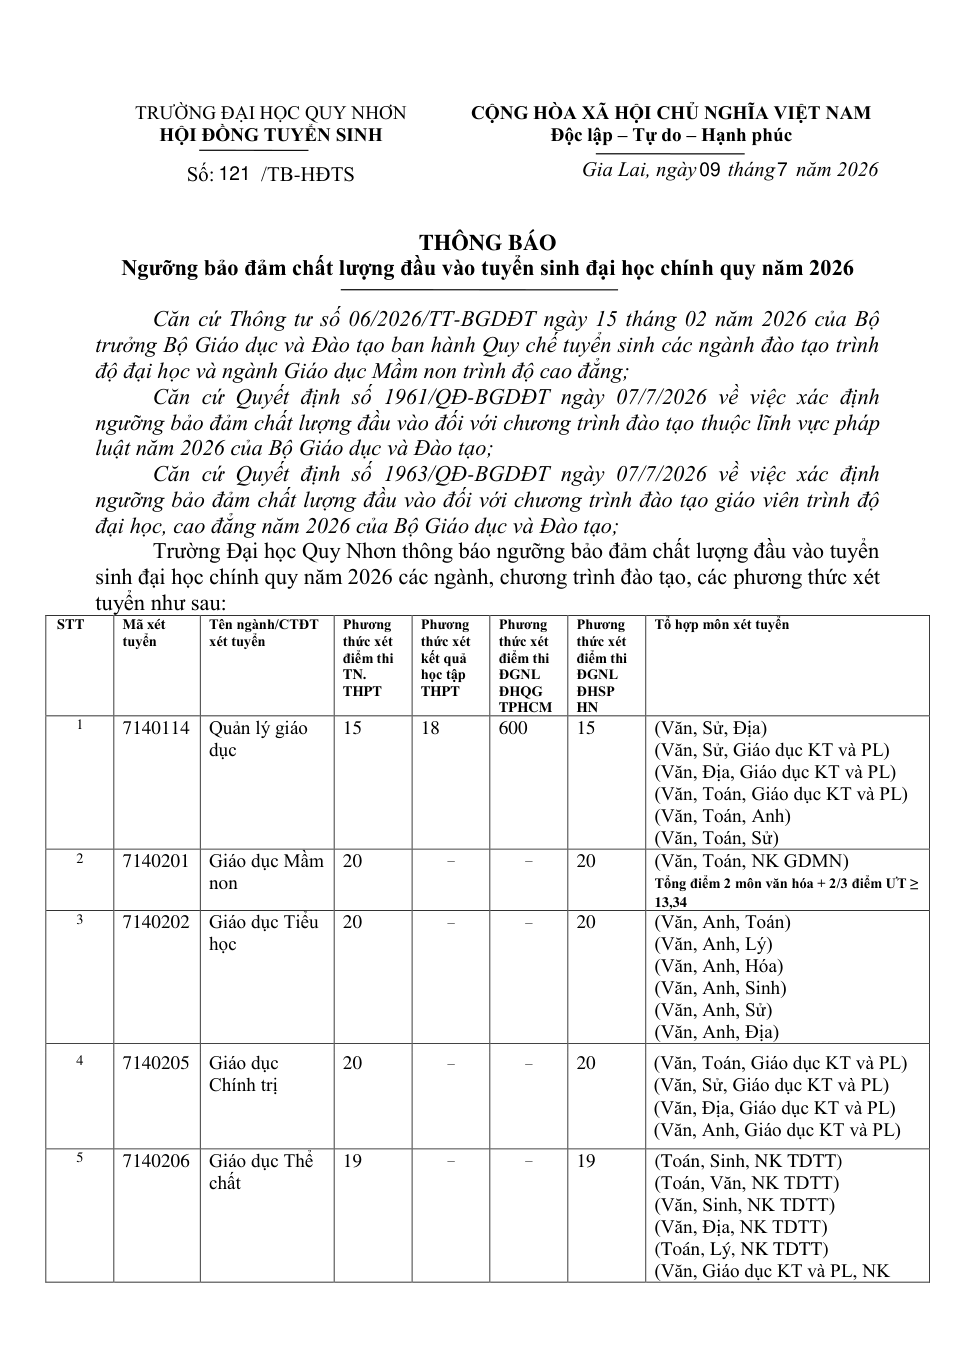 TRƯỜNG ĐẠI HỌC QUY NHƠN
HỘI ĐỒNG TUYỂN SINH
Số: 121 /TB-HĐTS
CỘNG HÒA XÃ HỘI CHỦ NGHĨA VIỆT NAM
Độc lập – Tự do – Hạnh phúc
Gia Lai, ngày 09 tháng 7 năm 2026
THÔNG BÁO
Ngưỡng bảo đảm chất lượng đầu vào tuyển sinh đại học chính quy năm 2026
Căn cứ Thông tư số 06/2026/TT-BGDĐT ngày 15 tháng 02 năm 2026 của Bộ
trưởng Bộ Giáo dục và Đào tạo ban hành Quy chế tuyển sinh các ngành đào tạo trình
độ đại học và ngành Giáo dục Mầm non trình độ cao đẳng;
Căn cứ Quyết định số 1961/QĐ-BGDĐT ngày 07/7/2026 về việc xác định
ngưỡng bảo đảm chất lượng đầu vào đối với chương trình đào tạo thuộc lĩnh vực pháp
luật năm 2026 của Bộ Giáo dục và Đào tạo;
Căn cứ Quyết định số 1963/QĐ-BGDĐT ngày 07/7/2026 về việc xác định
ngưỡng bảo đảm chất lượng đầu vào đối với chương trình đào tạo giáo viên trình độ
đại học, cao đẳng năm 2026 của Bộ Giáo dục và Đào tạo;
Trường Đại học Quy Nhơn thông báo ngưỡng bảo đảm chất lượng đầu vào tuyển
sinh đại học chính quy năm 2026 các ngành, chương trình đào tạo, các phương thức xét
tuyển như sau:
STT
Mã xét
tuyển
Tên ngành/CTĐT
xét tuyển
Phương
thức xét
điểm thi
TN.
THPT
Phương
thức xét
kết quả
học tập
THPT
Phương
thức xét
điểm thi
ĐGNL
ĐHQG
TPHCM
Phương
thức xét
điểm thi
ĐGNL
ĐHSP
HN
Tổ hợp môn xét tuyển
1
7140114
Quản lý giáo
dục
15
18
600
15
(Văn, Sử, Địa)
(Văn, Sử, Giáo dục KT và PL)
(Văn, Địa, Giáo dục KT và PL)
(Văn, Toán, Giáo dục KT và PL)
(Văn, Toán, Anh)
(Văn, Toán, Sử)
2
7140201
Giáo dục Mầm
non
20
–
–
20
(Văn, Toán, NK GDMN)
Tổng điểm 2 môn văn hóa + 2/3 điểm ƯT ≥
13,34
3
7140202
Giáo dục Tiểu
học
20
–
–
20
(Văn, Anh, Toán)
(Văn, Anh, Lý)
(Văn, Anh, Hóa)
(Văn, Anh, Sinh)
(Văn, Anh, Sử)
(Văn, Anh, Địa)
4
7140205
Giáo dục
Chính trị
20
–
–
20
(Văn, Toán, Giáo dục KT và PL)
(Văn, Sử, Giáo dục KT và PL)
(Văn, Địa, Giáo dục KT và PL)
(Văn, Anh, Giáo dục KT và PL)
5
7140206
Giáo dục Thể
chất
19
–
–
19
(Toán, Sinh, NK TDTT)
(Toán, Văn, NK TDTT)
(Văn, Sinh, NK TDTT)
(Văn, Địa, NK TDTT)
(Toán, Lý, NK TDTT)
(Văn, Giáo dục KT và PL, NK